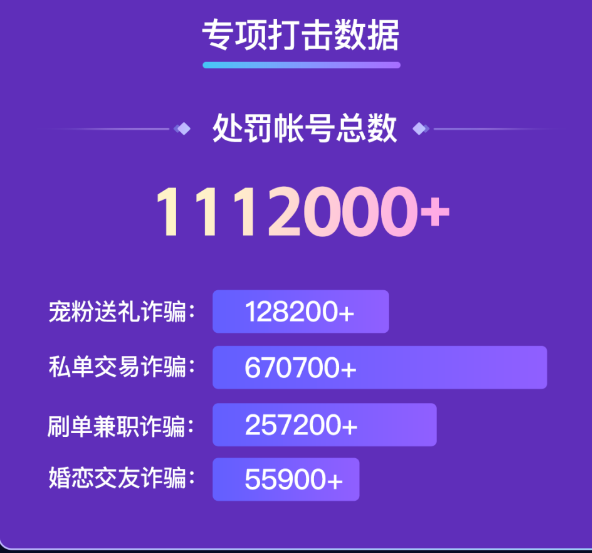 专项打击数据
处罚帐号总数
1112000+
宠粉送礼诈骗: 128200+
私单交易诈骗: 670700+
刷单兼职诈骗: 257200+
婚恋交友诈骗: 55900+